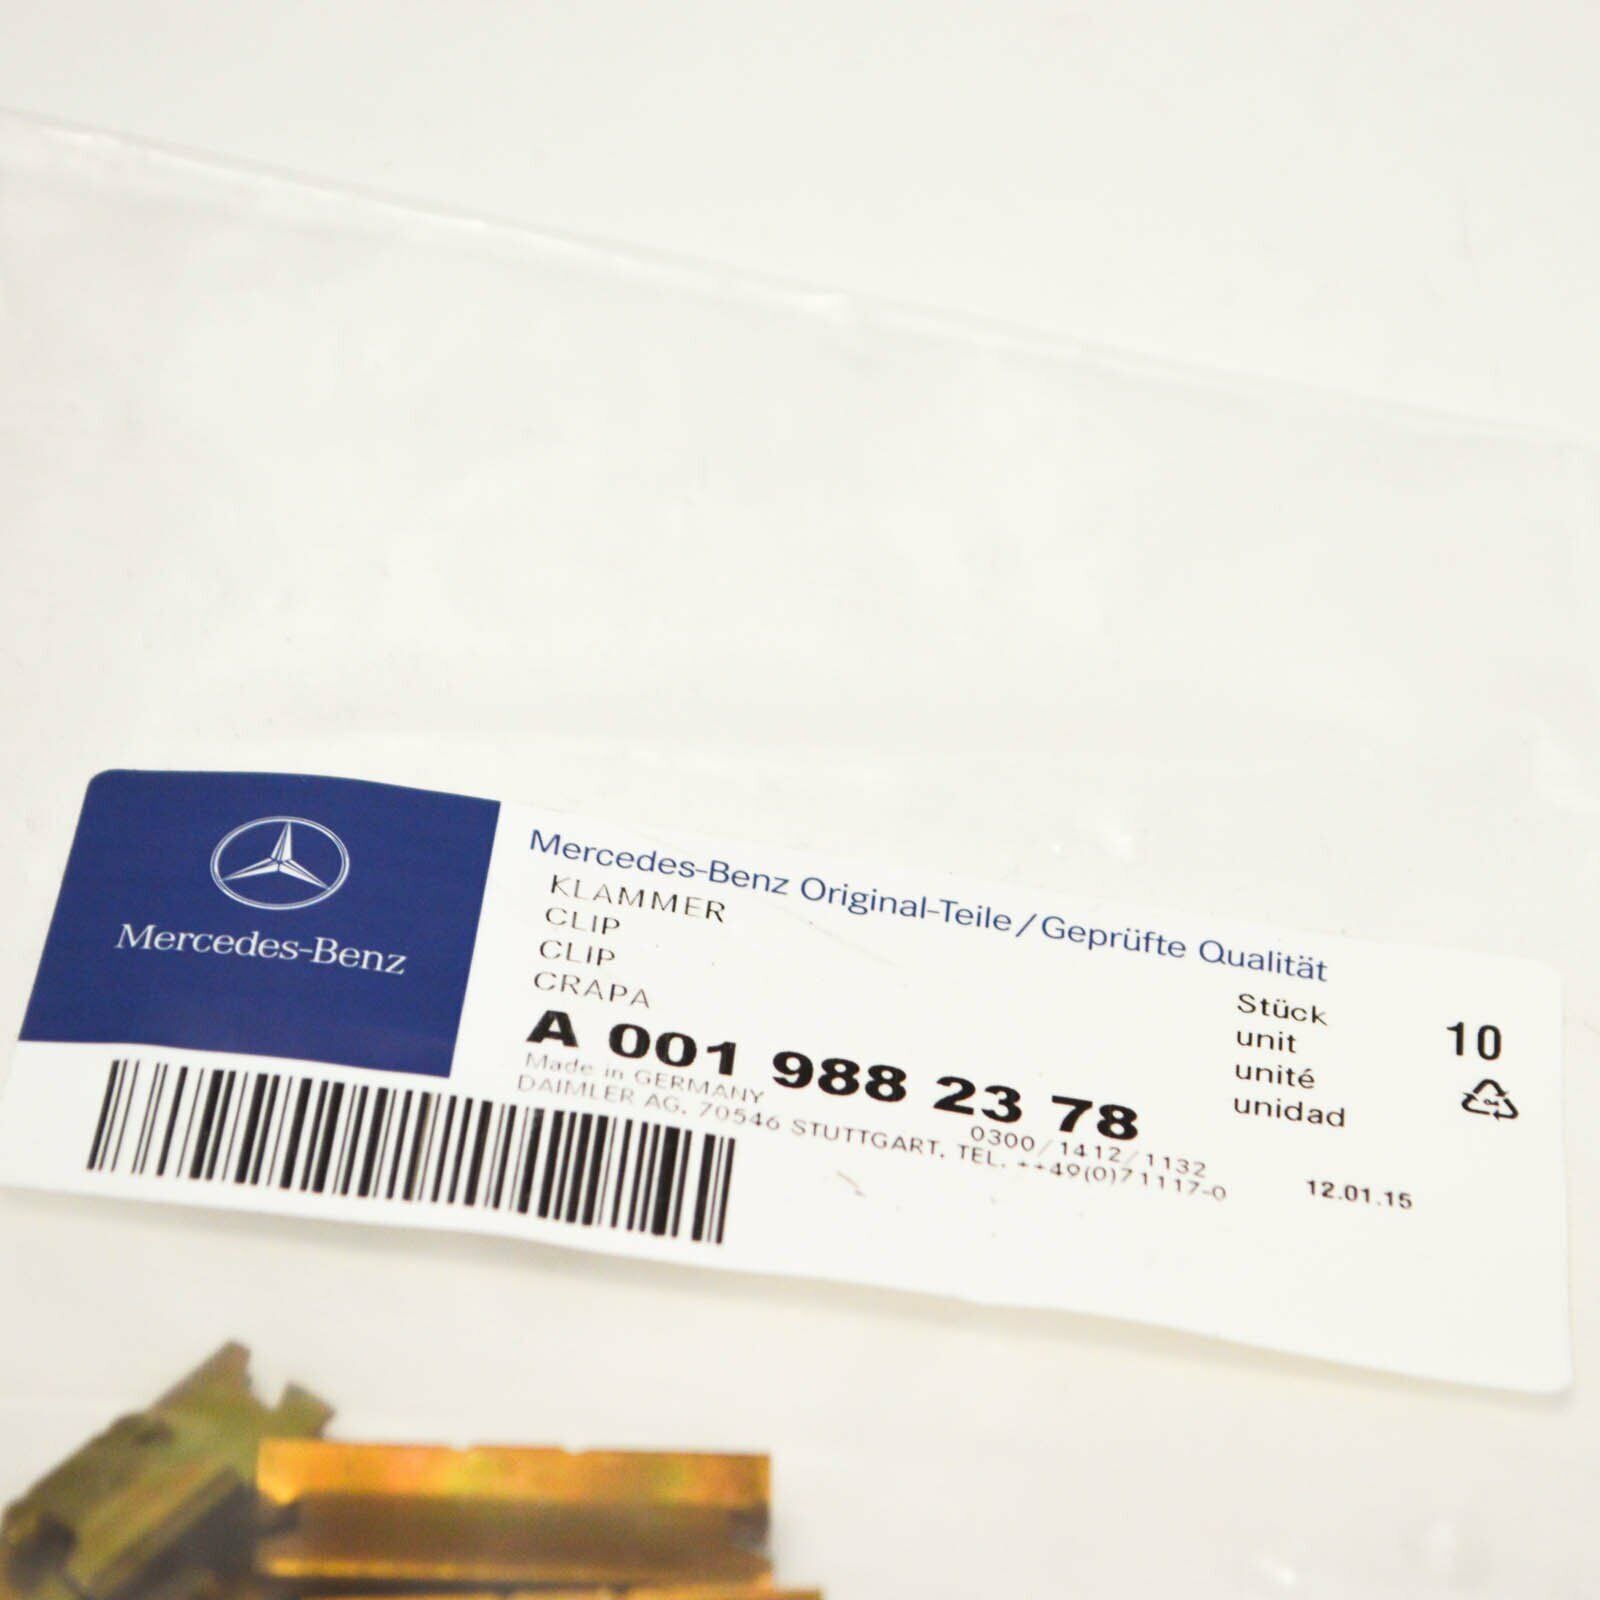 Mercedes-Benz
Mercedes-Benz Original-Teile/Geprüfte Qualität
KLAMMER
CLIP
CLIP
CRAPA
A 001 988 23 78
Made in GERMANY
0300/1412/1132
DAIMLER AG, 70546 STUTTGART, TEL. ++49(0)71117-0
Stück
unit
unité
unidad
10
04
12.01.15